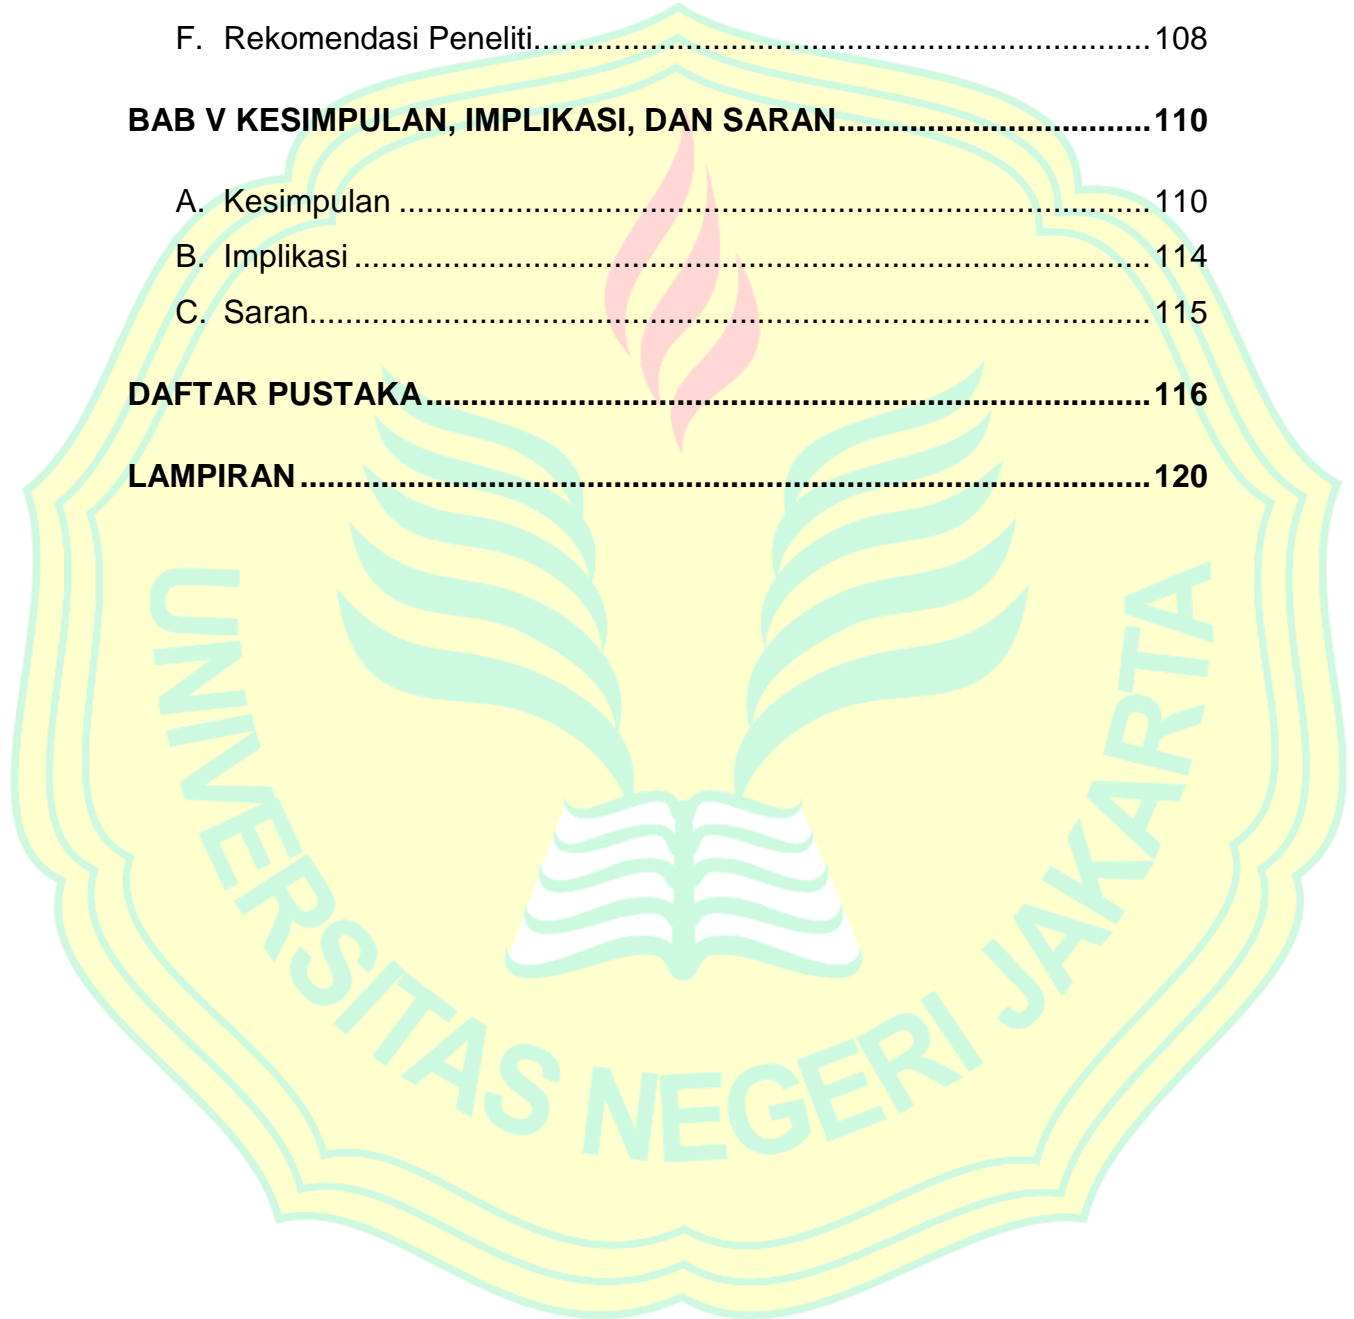 F. Rekomendasi Peneliti........................................................................108
BAB V KESIMPULAN, IMPLIKASI, DAN SARAN...................................110
A. Kesimpulan ....................................................................................110
B. Implikasi .........................................................................................114
C. Saran..............................................................................................115
DAFTAR PUSTAKA.................................................................................116
LAMPIRAN ...............................................................................................120
UNIVERSITAS NEGERI JAKARTA